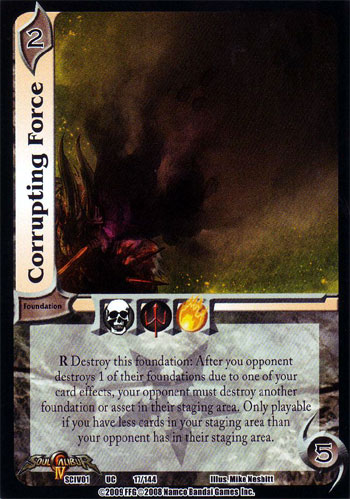 2
Corrupting Force
Foundation
R Destroy this foundation: After you opponent
destroys 1 of their foundations due to one of your
card effects, your opponent must destroy another
foundation or asset in their staging area. Only playable
if you have less cards in your staging area than
your opponent has in their staging area.
5
SOULCALIBUR
IV
SCIV01 UC 17/144 Illus. Mike Nesbitt
©2009 FFG ©2008 Namco Bandai Games Inc.